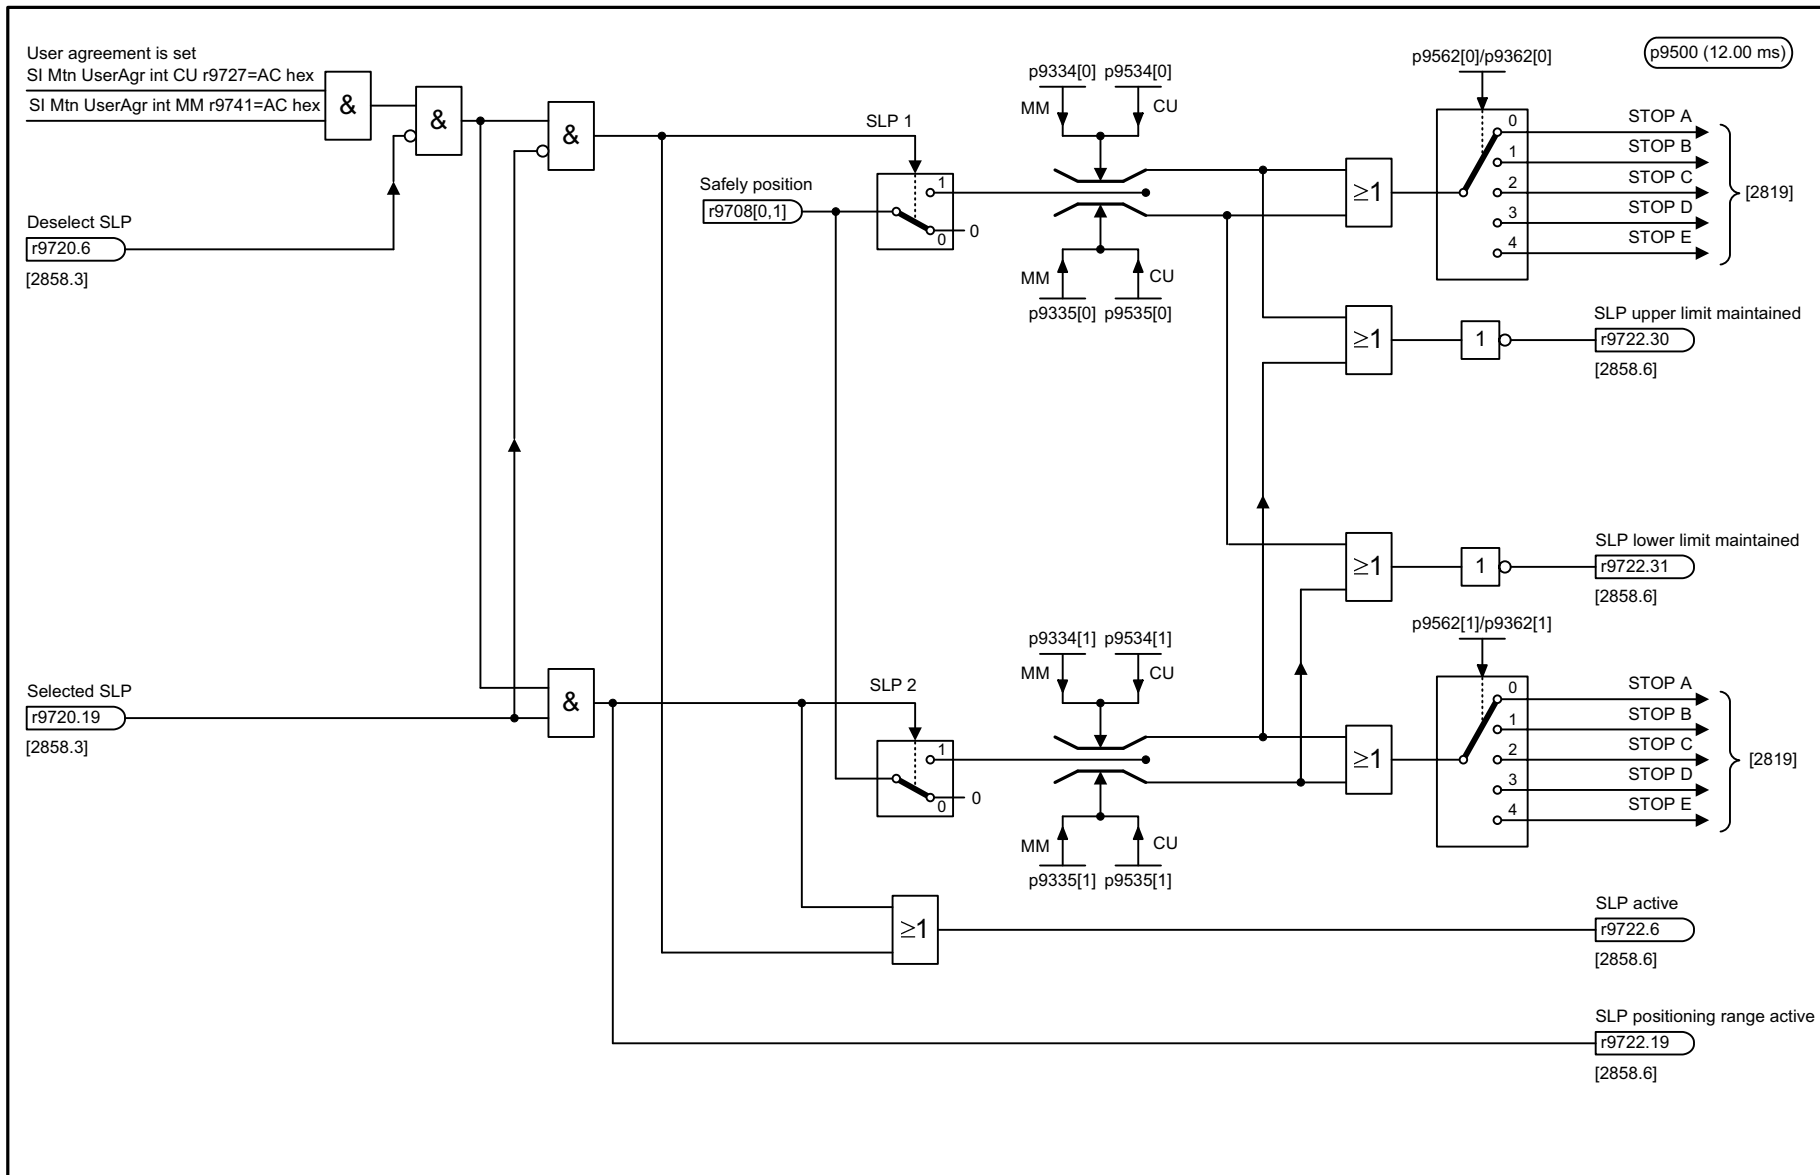 User agreement is set
SI Mtn UserAgr int CU r9727=AC hex
SI Mtn UserAgr int MM r9741=AC hex
&
&
&
Deselect SLP
r9720.6
[2858.3]
Selected SLP
r9720.19
[2858.3]
&
SLP 1
Safely position
r9708[0,1]
1
0
0
p9334[0] p9534[0]
MM
CU
MM
CU
p9335[0] p9535[0]
≥1
p9562[0]/p9362[0]
p9500 (12.00 ms)
0
STOP A
1
STOP B
2
STOP C
3
STOP D
4
STOP E
[2819]
≥1
1
SLP upper limit maintained
r9722.30
[2858.6]
≥1
1
SLP lower limit maintained
r9722.31
[2858.6]
SLP 2
1
0
0
p9334[1] p9534[1]
MM
CU
MM
CU
p9335[1] p9535[1]
≥1
p9562[1]/p9362[1]
0
STOP A
1
STOP B
2
STOP C
3
STOP D
4
STOP E
[2819]
≥1
SLP active
r9722.6
[2858.6]
SLP positioning range active
r9722.19
[2858.6]